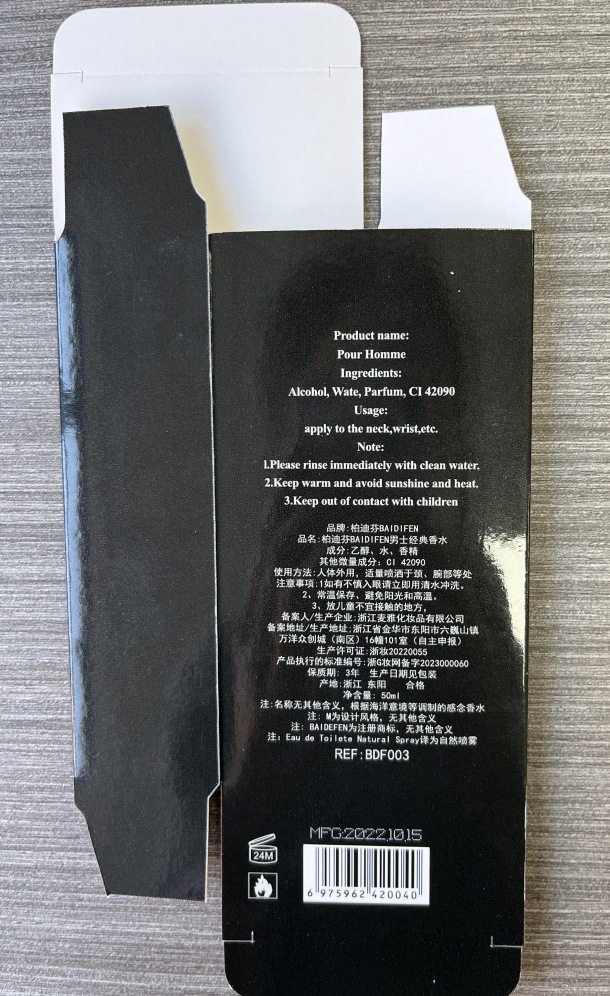 Product name:
Pour Homme
Ingredients:
Alcohol, Wate, Parfum, CI 42090
Usage:
apply to the neck,wrist,etc.
Note:
1.Please rinse immediately with clean water.
2.Keep warm and avoid sunshine and heat.
3.Keep out of contact with children
品牌:柏迪芬BAIDIFEN
品名:柏迪芬BAIDIFEN男士经典香水
成分:乙醇、水、香精
其他微量成分: CI 42090
使用方法:人体外用, 适量喷洒于颈、腕部等处
注意事项:1如有不慎入眼请立即用清水冲洗。
2、常温保存、避免阳光和高温。
3、放儿童不宜接触的地方,
备案人/生产企业:浙江麦雅化妆品有限公司
备案地址/生产地址:浙江省金华市东阳市六巍山镇
万洋众创城（南区）16幢101室（自主申报）
生产许可证:浙妆20220055
产品执行的标准编号:浙G妆网备字2023000060
保质期: 3年 生产日期见包装
产地:浙江 东阳 合格
净含量: 50ml
注:名称无其他含义, 根据海洋意境等调制的感念香水
注: M为设计风格, 无其他含义
注: BAIDEFEN为注册商标, 无其他含义
注: Eau de Toilete Natural Spray译为自然喷雾
REF:BDF003
MFG:2022.10.15
24M
6 975962 420040